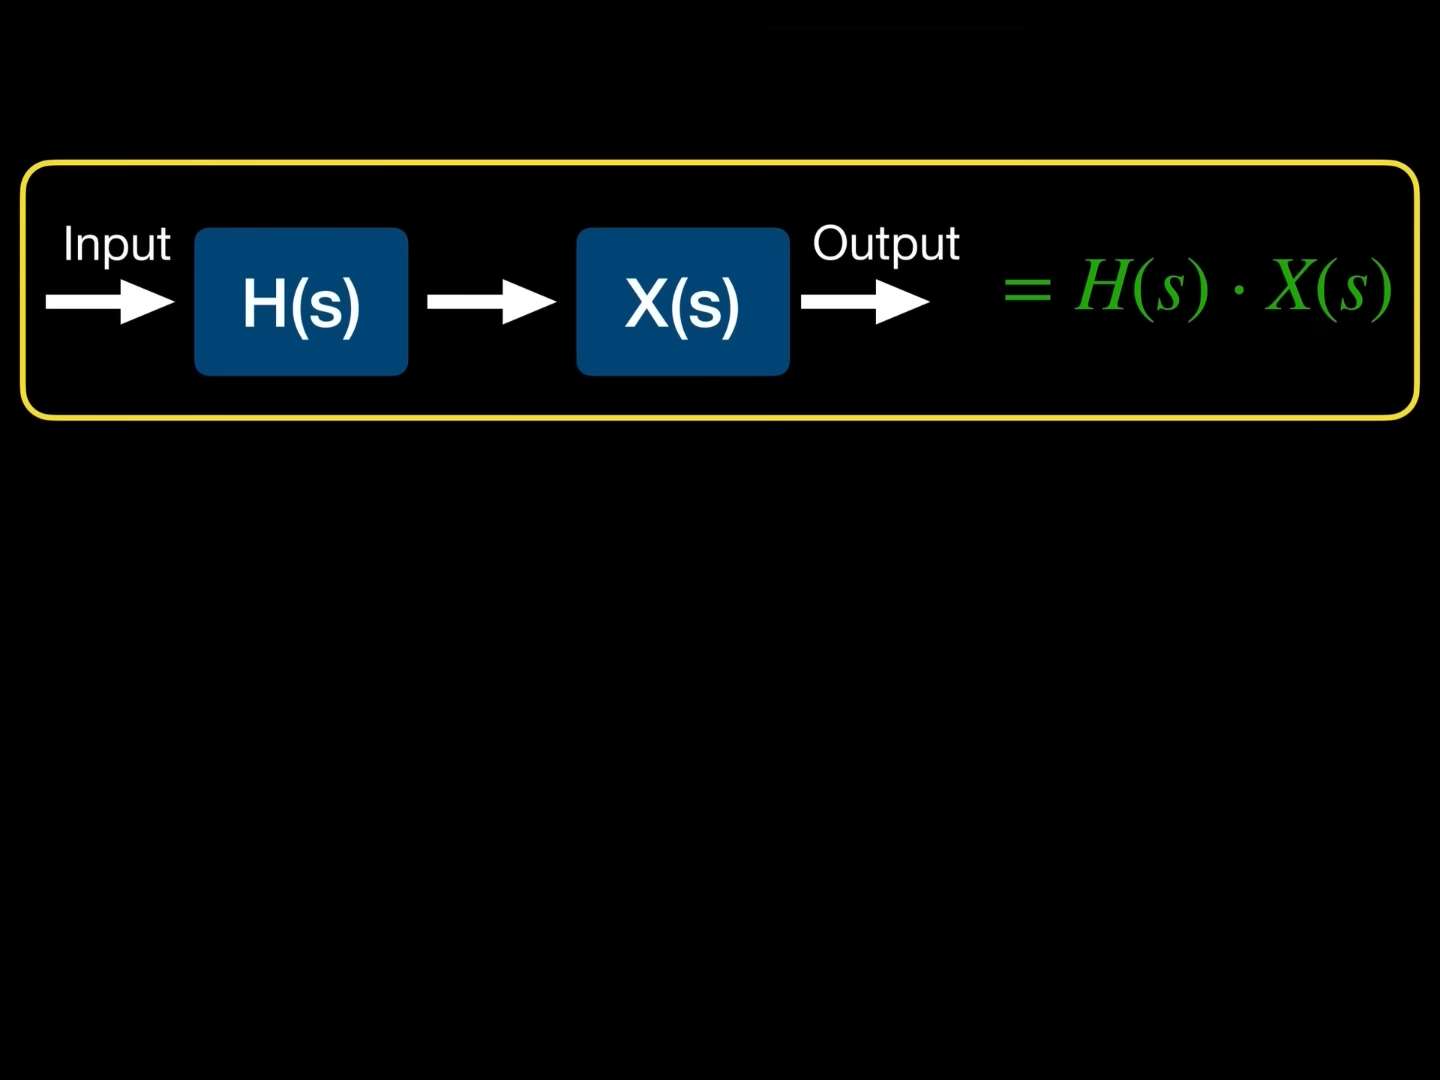 Input
H(s)
X(s)
Output
= H(s) · X(s)